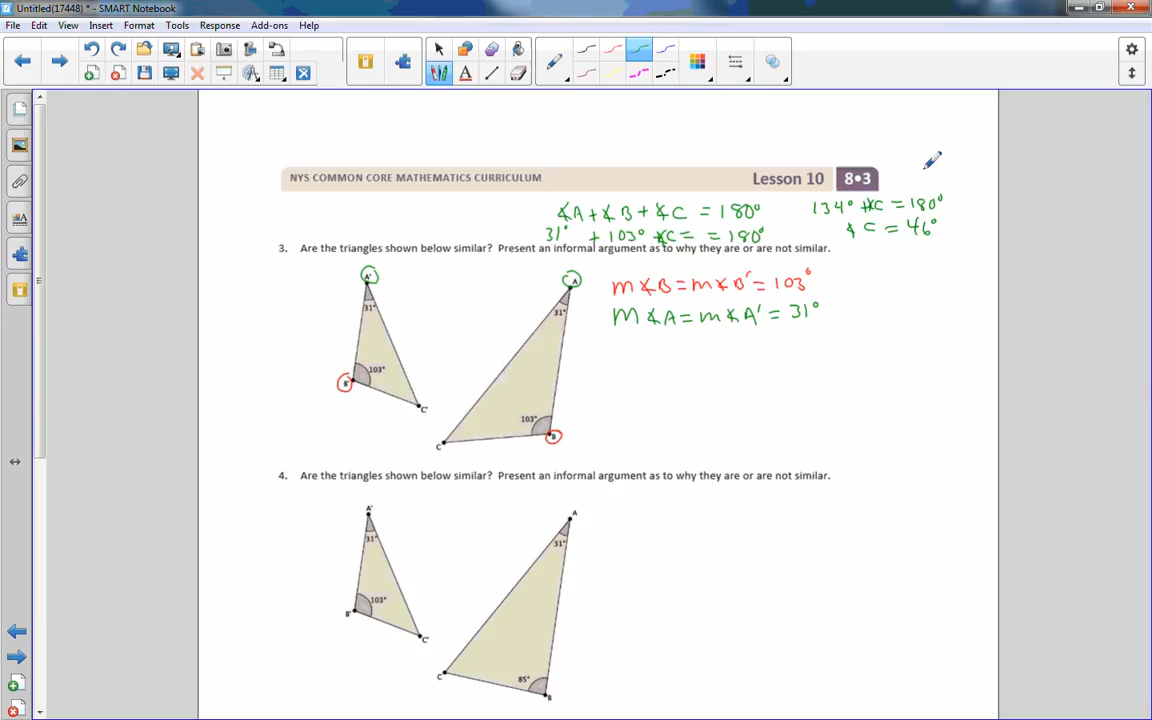 Untitled(17448) * - SMART Notebook
File Edit View Insert Format Tools Response Add-ons Help
NYS COMMON CORE MATHEMATICS CURRICULUM Lesson 10 8•3
∡A + ∡B + ∡C = 180° 134° + ∡C = 180°
31° + 103° + ∡C = = 180° ∡C = 46°
3. Are the triangles shown below similar? Present an informal argument as to why they are or are not similar.
A' A
m∡B = m∡B' = 103°
31° 31° m∡A = m∡A' = 31°
103°
B'
C'
103°
B
C
4. Are the triangles shown below similar? Present an informal argument as to why they are or are not similar.
A' A
31° 31°
103°
B'
C'
C 85°
B